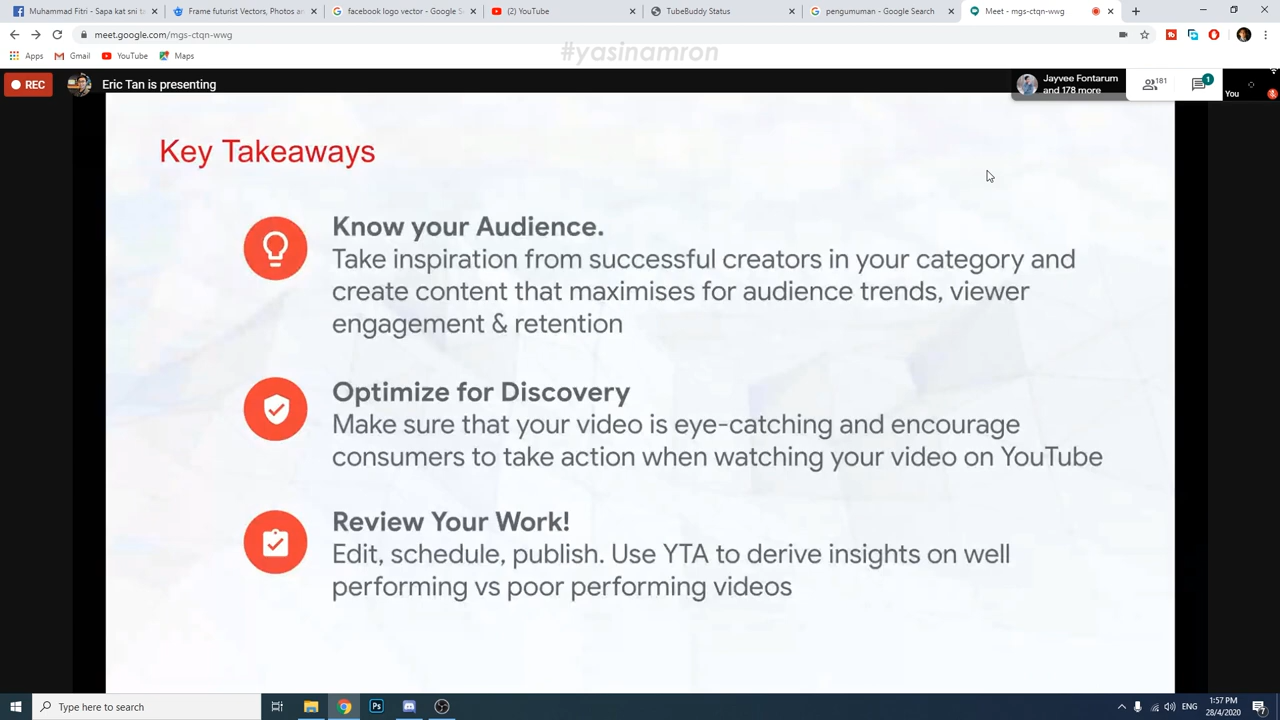 Muhammad Fitri - Sapa kat sni ta
Frame futurist Vectors, Photos an
facebook logo vector - Google Se
(2) YouTube
TubeBuddy Status
pengumuman - Google Search
Meet - mgs-ctqn-wwg
meet.google.com/mgs-ctqn-wwg
Apps
Gmail
YouTube
Maps
#yasinamron
REC
Eric Tan is presenting
Jayvee Fontarum
and 178 more
181
1
You
Key Takeaways
Know your Audience.
Take inspiration from successful creators in your category and
create content that maximises for audience trends, viewer
engagement & retention
Optimize for Discovery
Make sure that your video is eye-catching and encourage
consumers to take action when watching your video on YouTube
Review Your Work!
Edit, schedule, publish. Use YTA to derive insights on well
performing vs poor performing videos
Type here to search
Ps
ENG
1:57 PM
28/4/2020